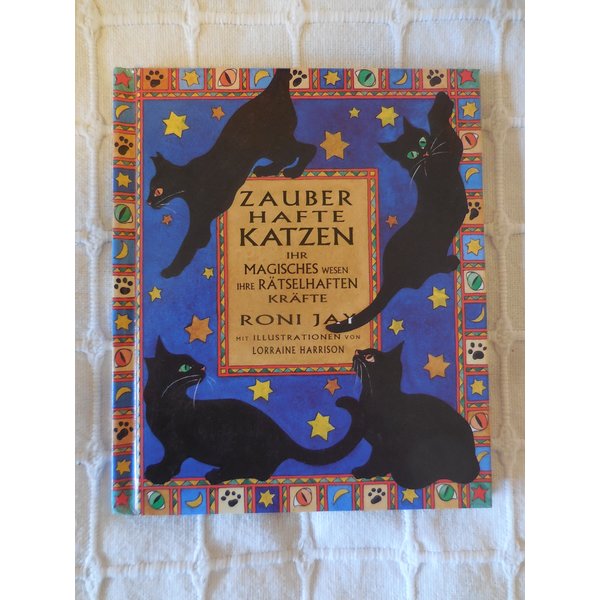 ZAUBER
HAFTE
KATZEN
IHR
MAGISCHES WESEN
IHRE RÄTSELHAFTEN
KRÄFTE
RONI JAY
MIT ILLUSTRATIONEN VON
LORRAINE HARRISON